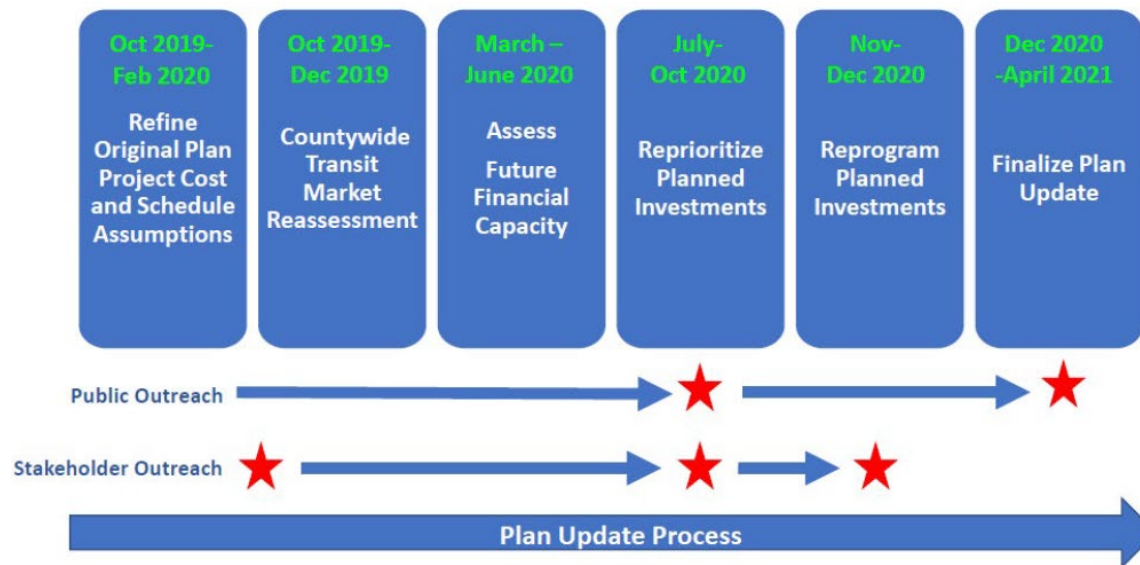 Oct 2019-
Feb 2020
Refine
Original Plan
Project Cost
and Schedule
Assumptions
Oct 2019-
Dec 2019
Countywide
Transit
Market
Reassessment
March –
June 2020
Assess
Future
Financial
Capacity
July-
Oct 2020
Reprioritize
Planned
Investments
Nov-
Dec 2020
Reprogram
Planned
Investments
Dec 2020
-April 2021
Finalize Plan
Update
Public Outreach
Stakeholder Outreach
Plan Update Process